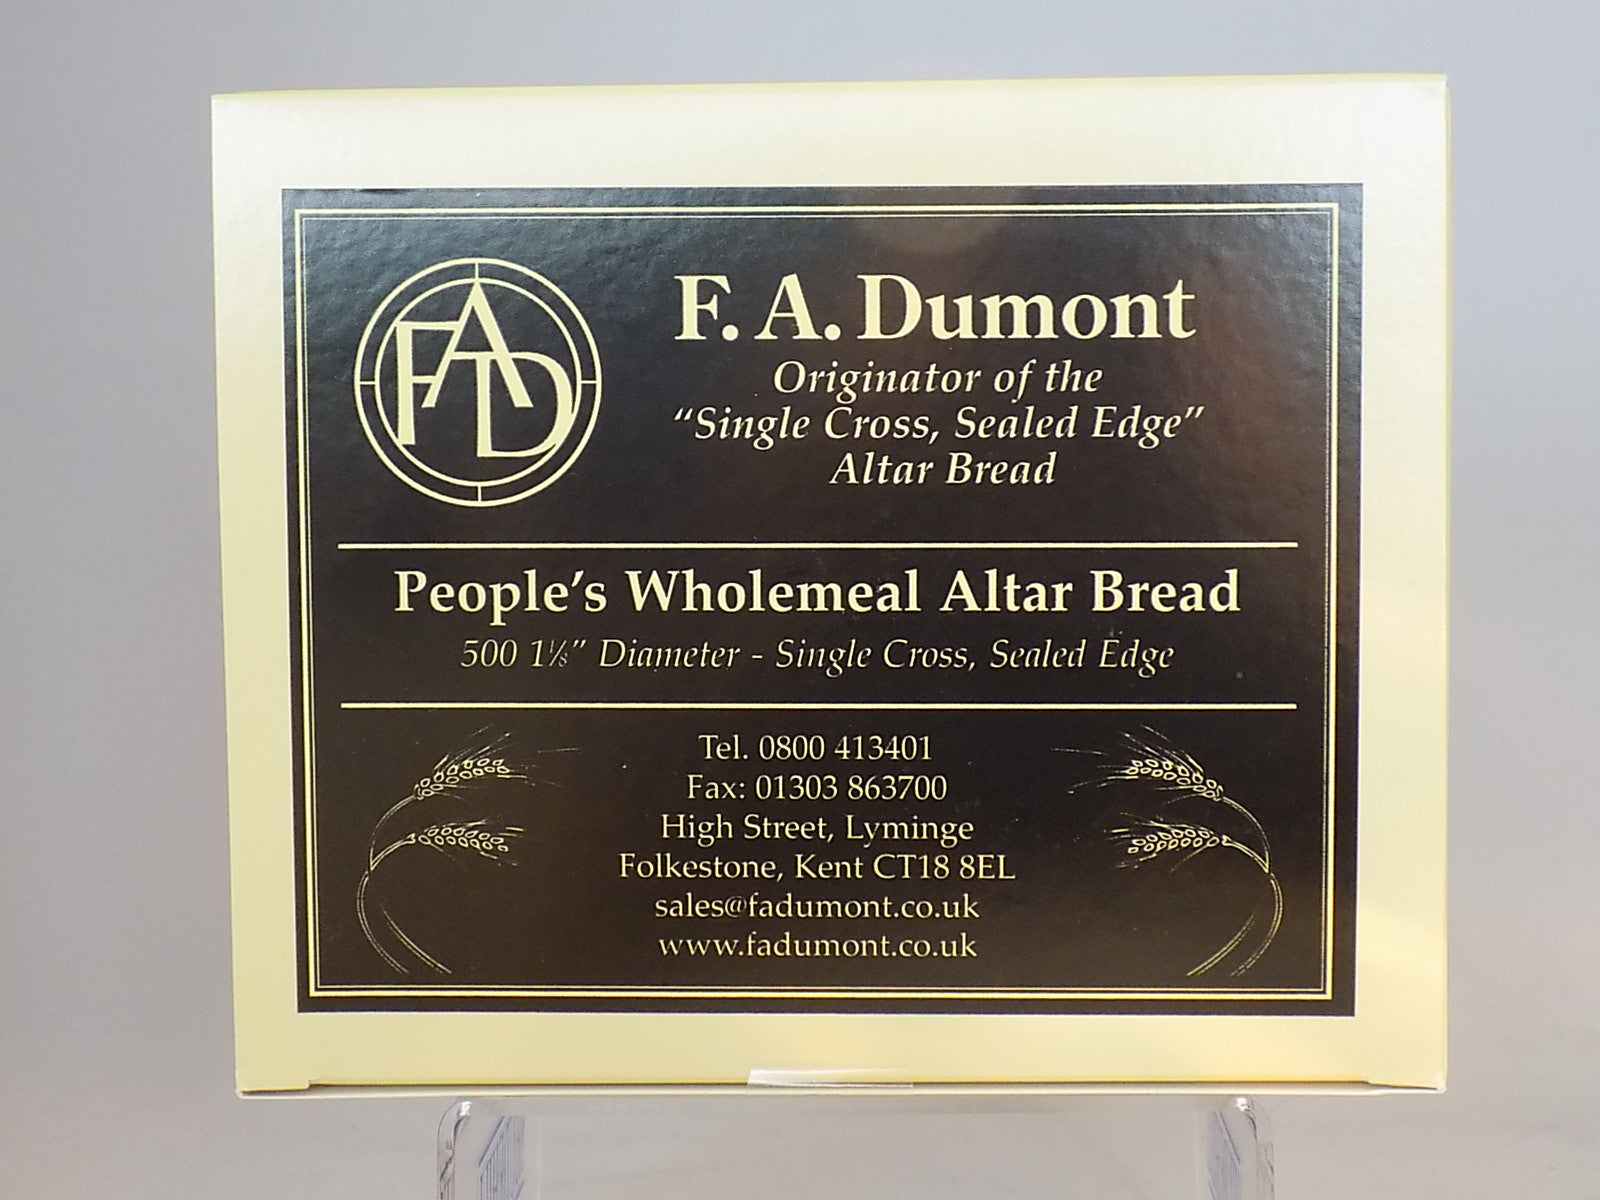 FAD
F. A. Dumont
Originator of the
“Single Cross, Sealed Edge”
Altar Bread
People’s Wholemeal Altar Bread
500 1⅛” Diameter - Single Cross, Sealed Edge
Tel. 0800 413401
Fax: 01303 863700
High Street, Lyminge
Folkestone, Kent CT18 8EL
sales@fadumont.co.uk
www.fadumont.co.uk